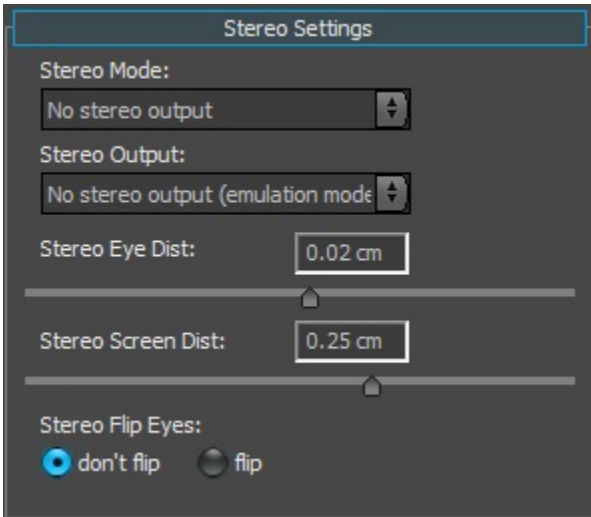 Stereo Settings
Stereo Mode:
No stereo output
Stereo Output:
No stereo output (emulation mode
Stereo Eye Dist: 0.02 cm
Stereo Screen Dist: 0.25 cm
Stereo Flip Eyes:
don't flip flip